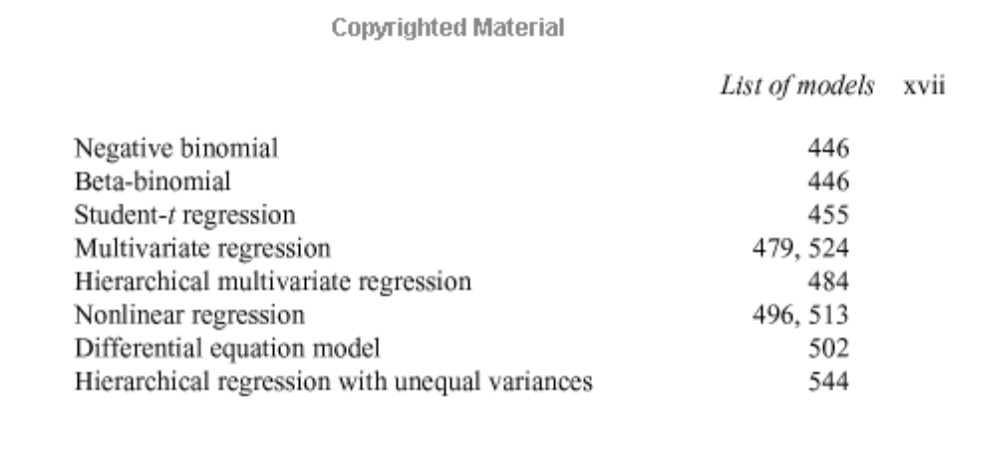 Copyrighted Material
List of models xvii
Negative binomial 446
Beta-binomial 446
Student-t regression 455
Multivariate regression 479, 524
Hierarchical multivariate regression 484
Nonlinear regression 496, 513
Differential equation model 502
Hierarchical regression with unequal variances 544